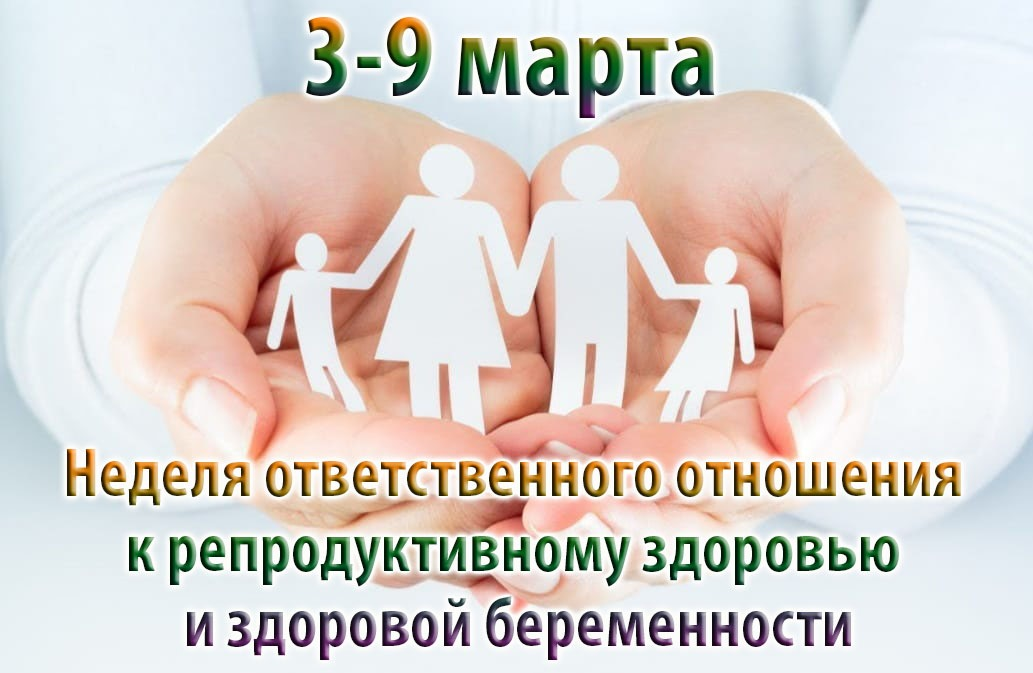 3-9 марта
Неделя ответственного отношения
к репродуктивному здоровью
и здоровой беременности